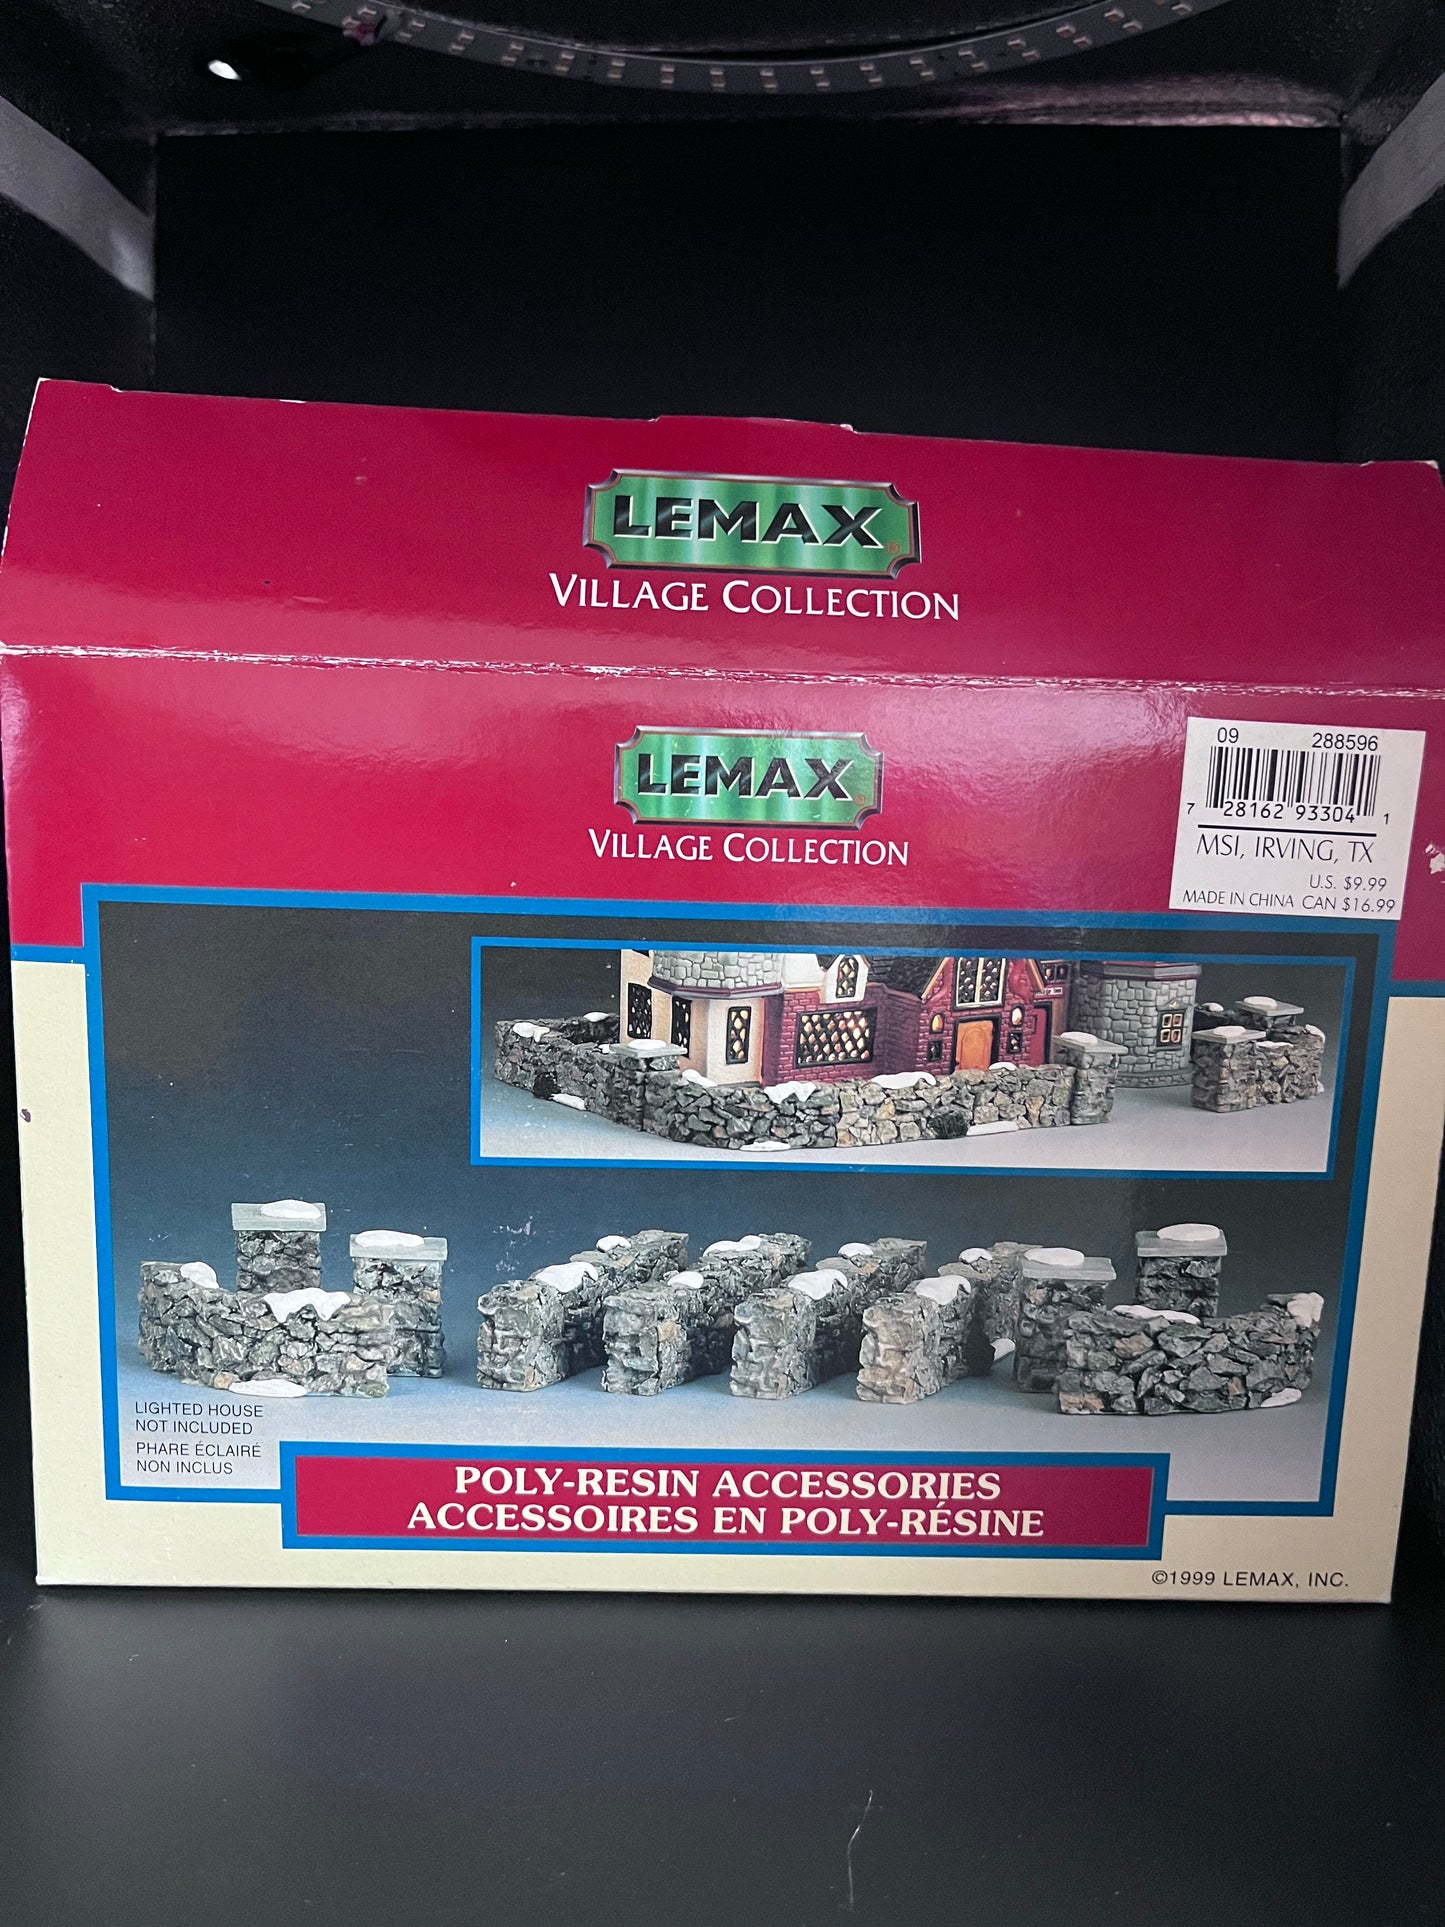 LEMAX®
VILLAGE COLLECTION
LEMAX®
VILLAGE COLLECTION
09 288596
7 28162 93304 1
MSI, IRVING, TX
U.S. $9.99
MADE IN CHINA CAN $16.99
LIGHTED HOUSE
NOT INCLUDED
PHARE ÉCLAIRÉ
NON INCLUS
POLY-RESIN ACCESSORIES
ACCESSOIRES EN POLY-RÉSINE
©1999 LEMAX, INC.